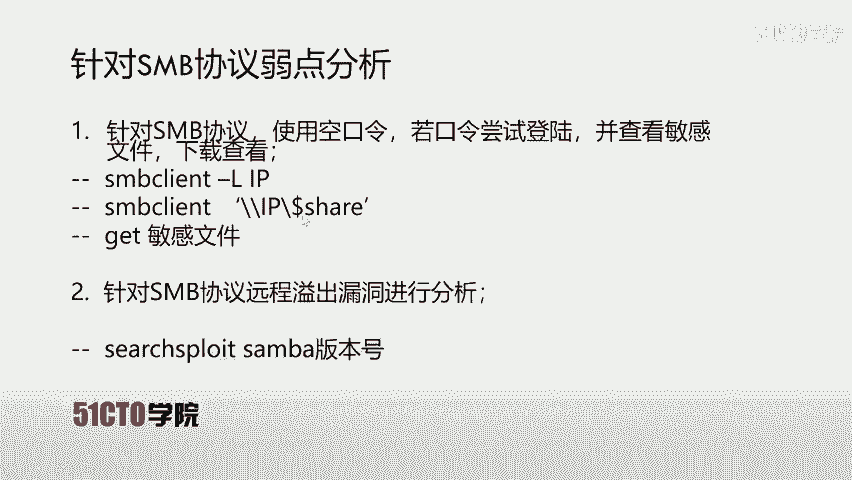 针对SMB协议弱点分析
1. 针对SMB协议，使用空口令，若口令尝试登陆，并查看敏感
文件，下载查看；
-- smbclient –L IP
-- smbclient ‘\\IP\$share’
-- get 敏感文件
2. 针对SMB协议远程溢出漏洞进行分析；
-- searchsploit samba版本号
51CTO学院